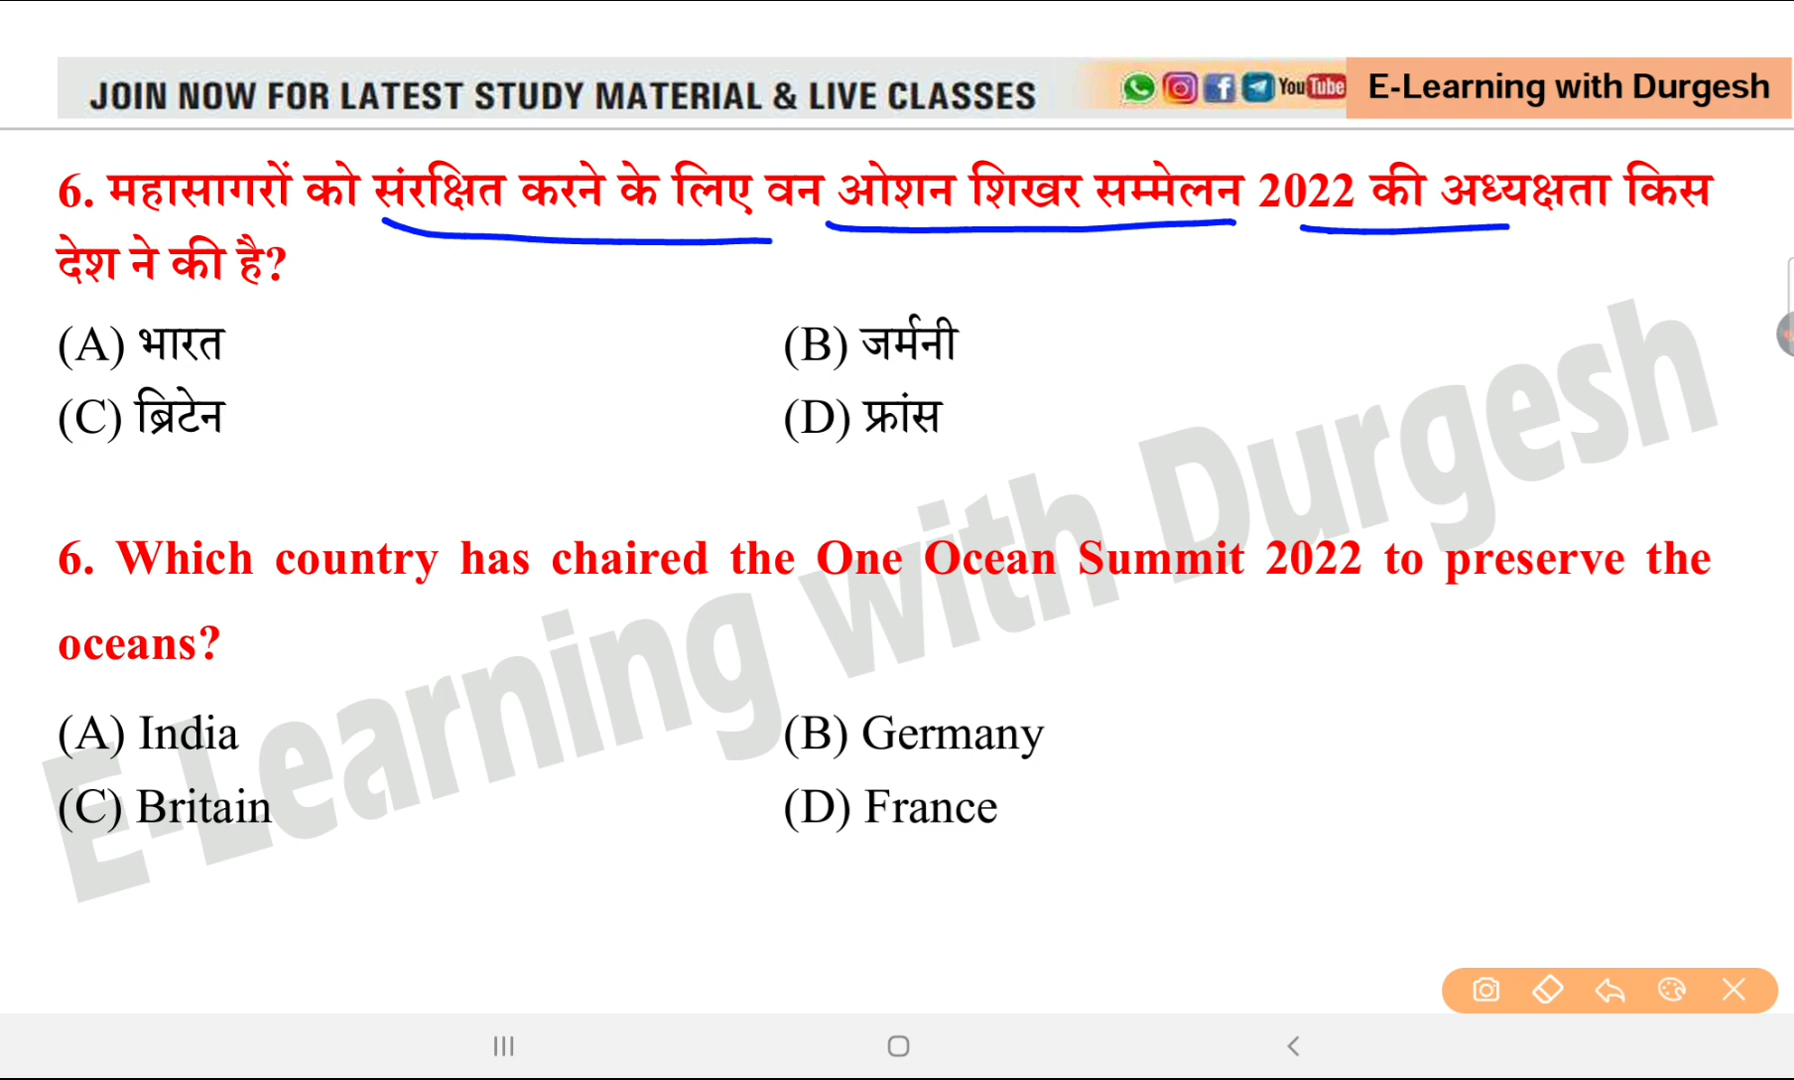 JOIN NOW FOR LATEST STUDY MATERIAL & LIVE CLASSES YouTube E-Learning with Durgesh
6. महासागरों को संरक्षित करने के लिए वन ओशन शिखर सम्मेलन 2022 की अध्यक्षता किस
देश ने की है?
(A) भारत (B) जर्मनी
(C) ब्रिटेन (D) फ्रांस
6. Which country has chaired the One Ocean Summit 2022 to preserve the
oceans?
(A) India (B) Germany
(C) Britain (D) France
E-Learning with Durgesh